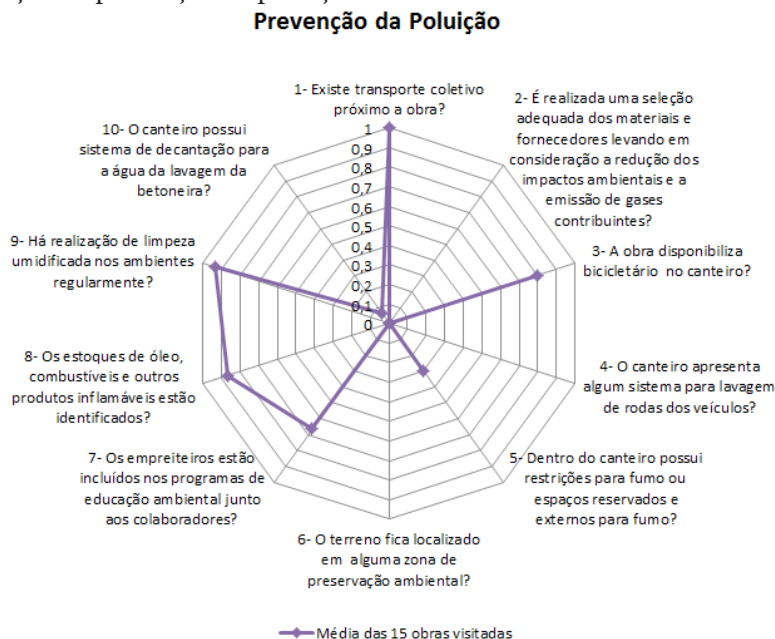 Prevenção da Poluição
1- Existe transporte coletivo
próximo a obra?
2- É realizada uma seleção
adequada dos materiais e
fornecedores levando em
consideração a redução dos
impactos ambientais e a
emissão de gases
contribuintes?
3- A obra disponibiliza
bicicletário no canteiro?
4- O canteiro apresenta
algum sistema para lavagem
de rodas dos veículos?
5- Dentro do canteiro possui
restrições para fumo ou
espaços reservados e
externos para fumo?
6- O terreno fica localizado
em alguma zona de
preservação ambiental?
7- Os empreiteiros estão
incluídos nos programas de
educação ambiental junto
aos colaboradores?
8- Os estoques de óleo,
combustíveis e outros
produtos inflamáveis estão
identificados?
9- Há realização de limpeza
umidificada nos ambientes
regularmente?
10- O canteiro possui
sistema de decantação para
a água da lavagem da
betoneira?
1
0,9
0,8
0,7
0,6
0,5
0,4
0,3
0,2
0,1
0
Média das 15 obras visitadas